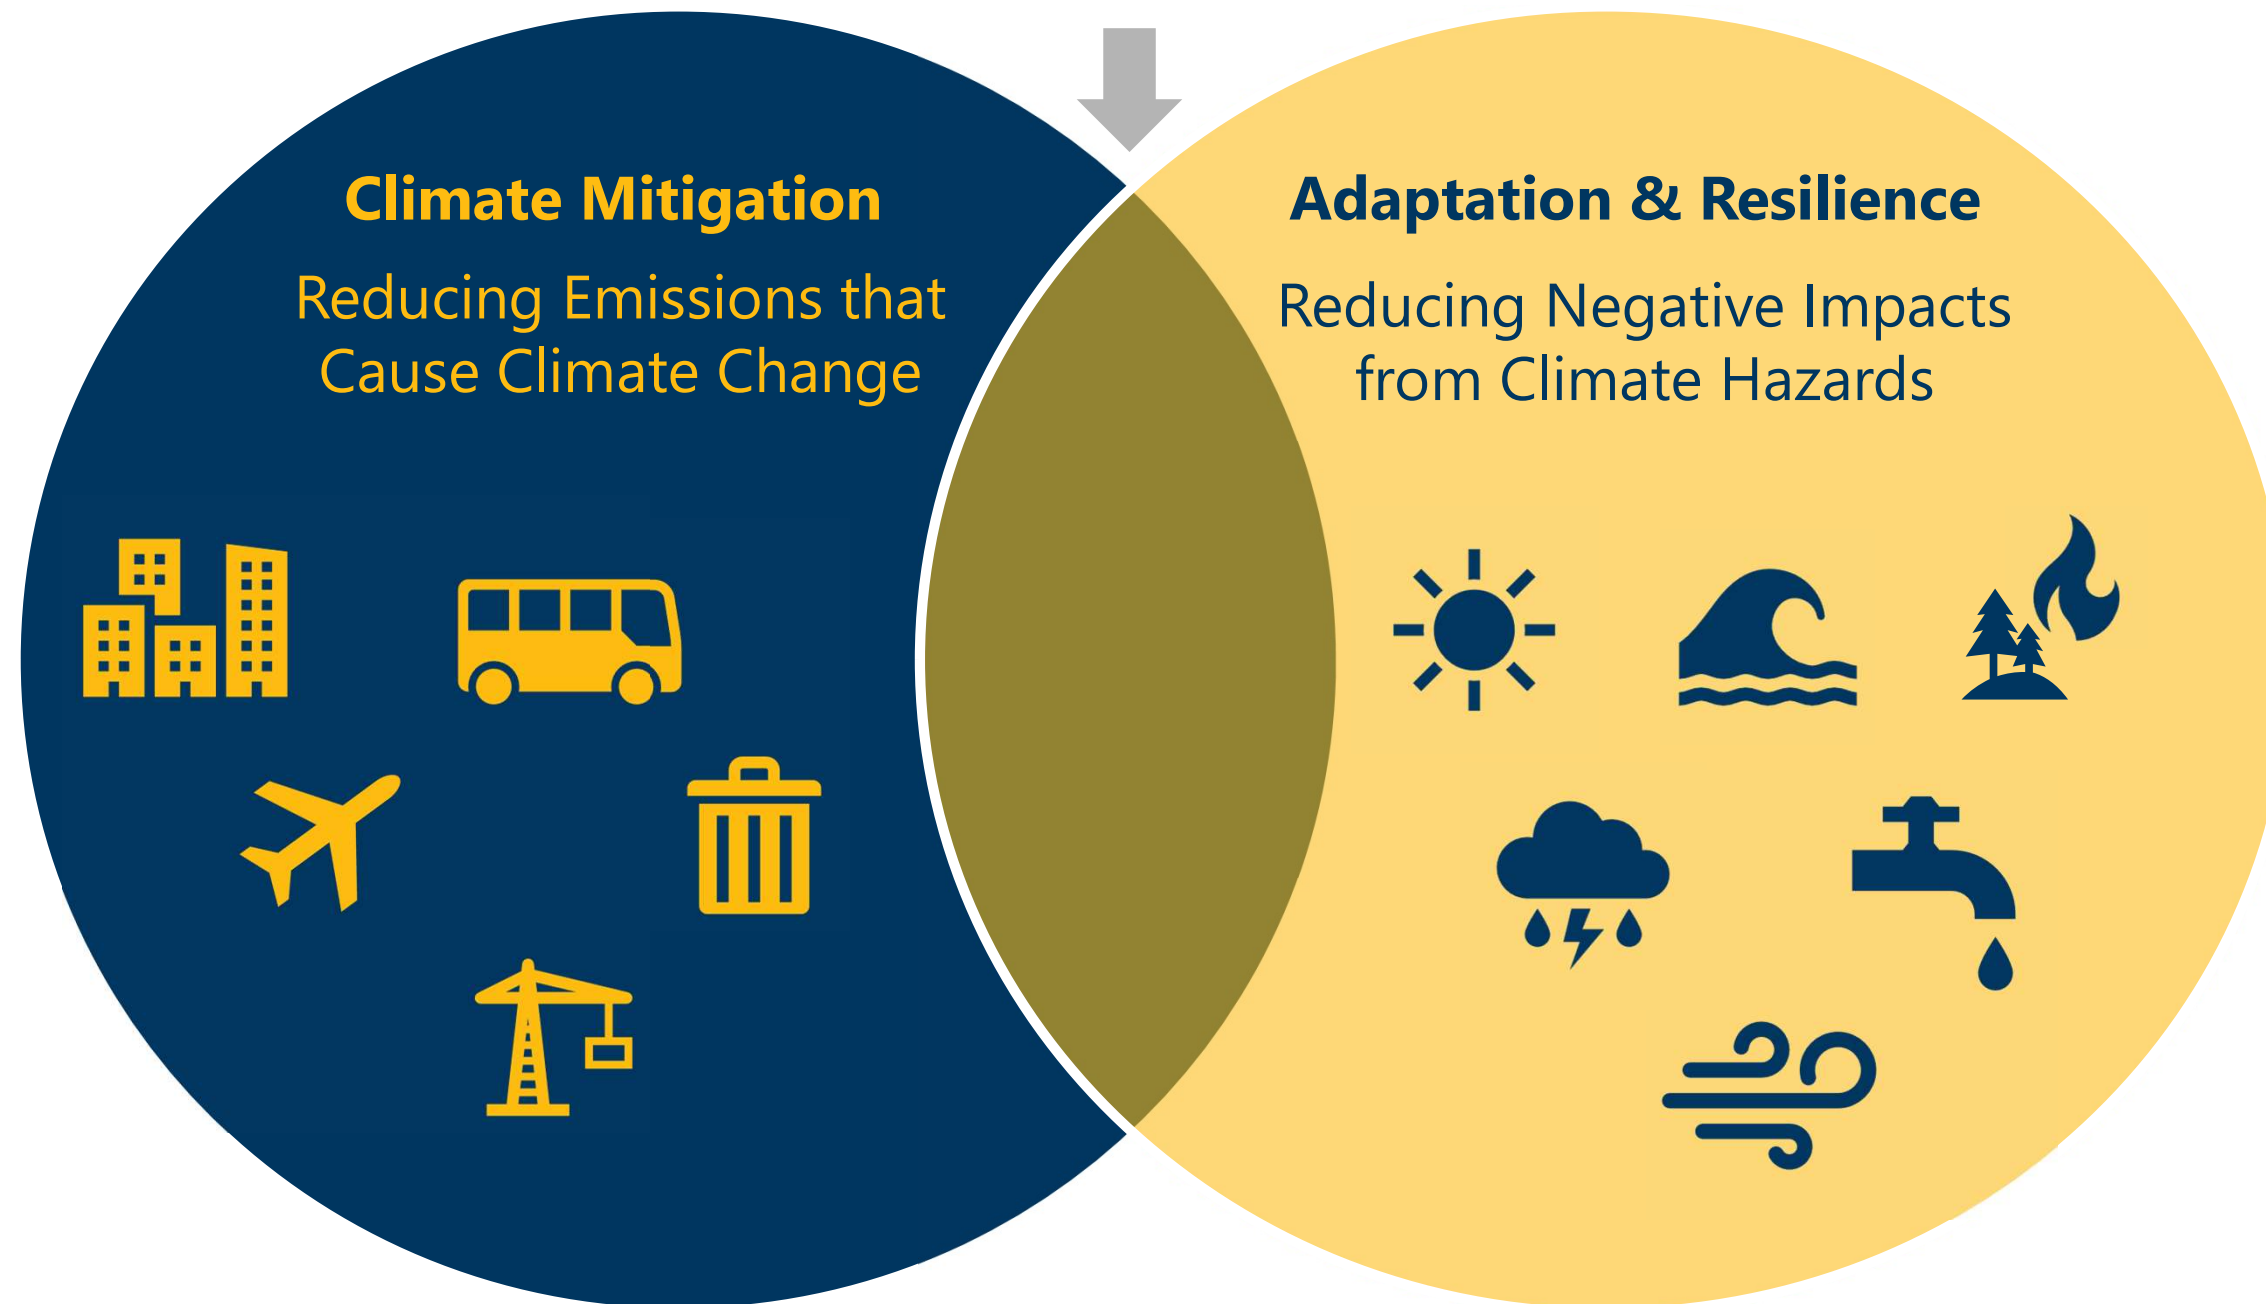 Climate Mitigation
Reducing Emissions that
Cause Climate Change
Adaptation & Resilience
Reducing Negative Impacts
from Climate Hazards